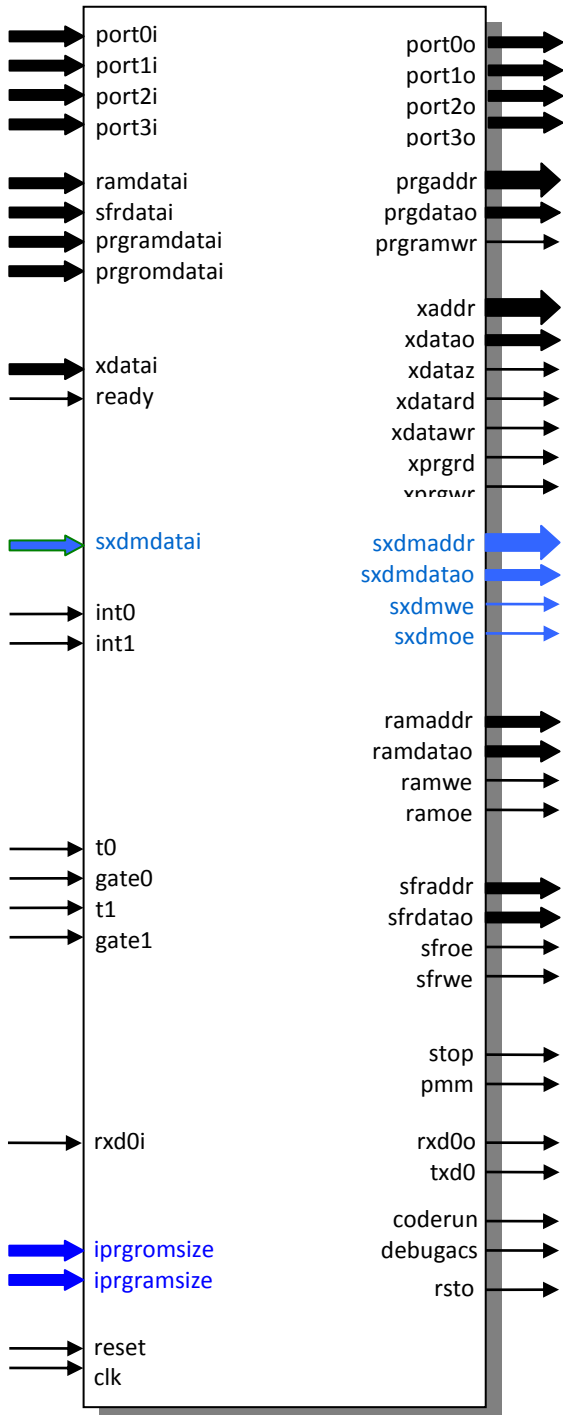 port0i
port1i
port2i
port3i
ramdatai
sfrdatai
prgramdatai
prgromdatai
xdatai
ready
sxdmdatai
int0
int1
t0
gate0
t1
gate1
rxd0i
iprgromsize
iprgramsize
reset
clk
port0o
port1o
port2o
port3o
prgaddr
prgdatao
prgramwr
xaddr
xdatao
xdataz
xdatard
xdatawr
xprgrd
xprgwr
sxdmaddr
sxdmdatao
sxdmwe
sxdmoe
ramaddr
ramdatao
ramwe
ramoe
sfraddr
sfrdatao
sfroe
sfrwe
stop
pmm
rxd0o
txd0
coderun
debugacs
rsto